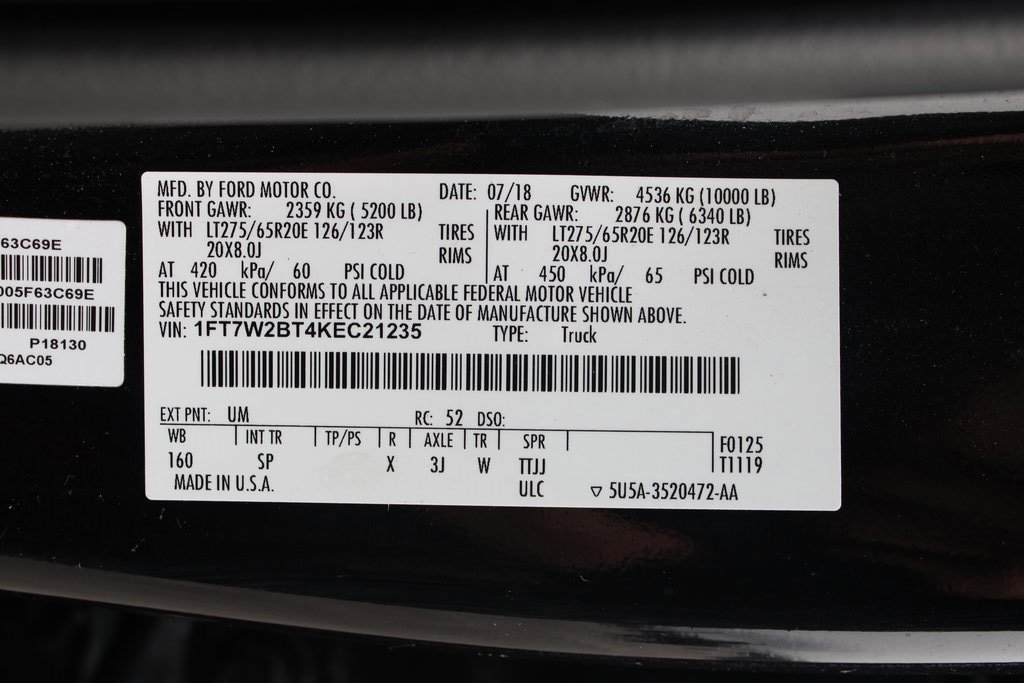 63C69E
005F63C69E
P18130
Q6AC05
MFD. BY FORD MOTOR CO. DATE: 07/18 GVWR: 4536 KG (10000 LB)
FRONT GAWR: 2359 KG ( 5200 LB) REAR GAWR: 2876 KG ( 6340 LB)
WITH LT275/65R20E 126/123R TIRES WITH LT275/65R20E 126/123R TIRES
20X8.0J RIMS 20X8.0J RIMS
AT 420 kPa/ 60 PSI COLD AT 450 kPa/ 65 PSI COLD
THIS VEHICLE CONFORMS TO ALL APPLICABLE FEDERAL MOTOR VEHICLE
SAFETY STANDARDS IN EFFECT ON THE DATE OF MANUFACTURE SHOWN ABOVE.
VIN: 1FT7W2BT4KEC21235 TYPE: Truck
EXT PNT: UM RC: 52 DSO:
WB INT TR TP/PS R AXLE TR SPR F0125
160 SP X 3J W TTJJ T1119
MADE IN U.S.A. ULC ▽ 5U5A-3520472-AA